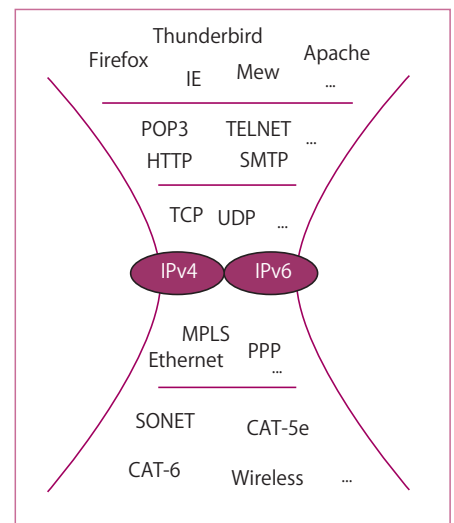 Thunderbird
Firefox IE Mew Apache ...
POP3 TELNET ...
HTTP SMTP
TCP UDP ...
IPv4 IPv6
MPLS
Ethernet PPP ...
SONET CAT-5e
CAT-6 Wireless ...